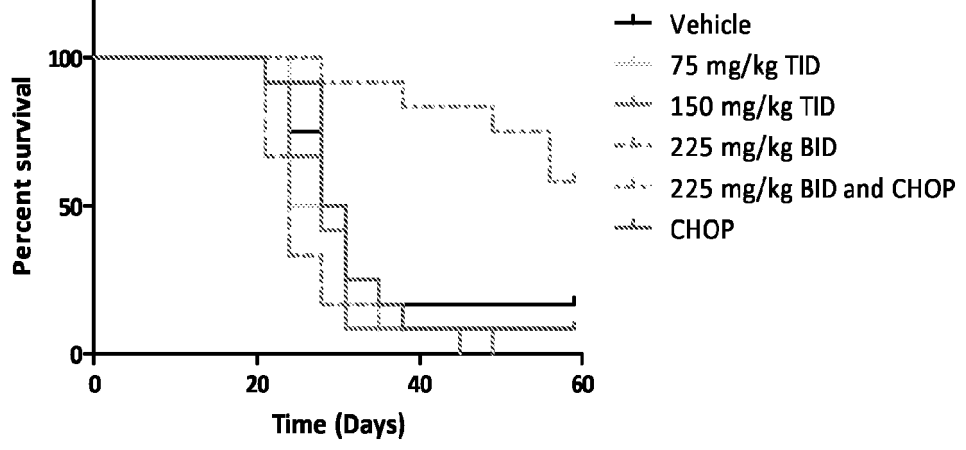 Percent survival
100
50
0
0 20 40 60
Time (Days)
Vehicle
75 mg/kg TID
150 mg/kg TID
225 mg/kg BID
225 mg/kg BID and CHOP
CHOP